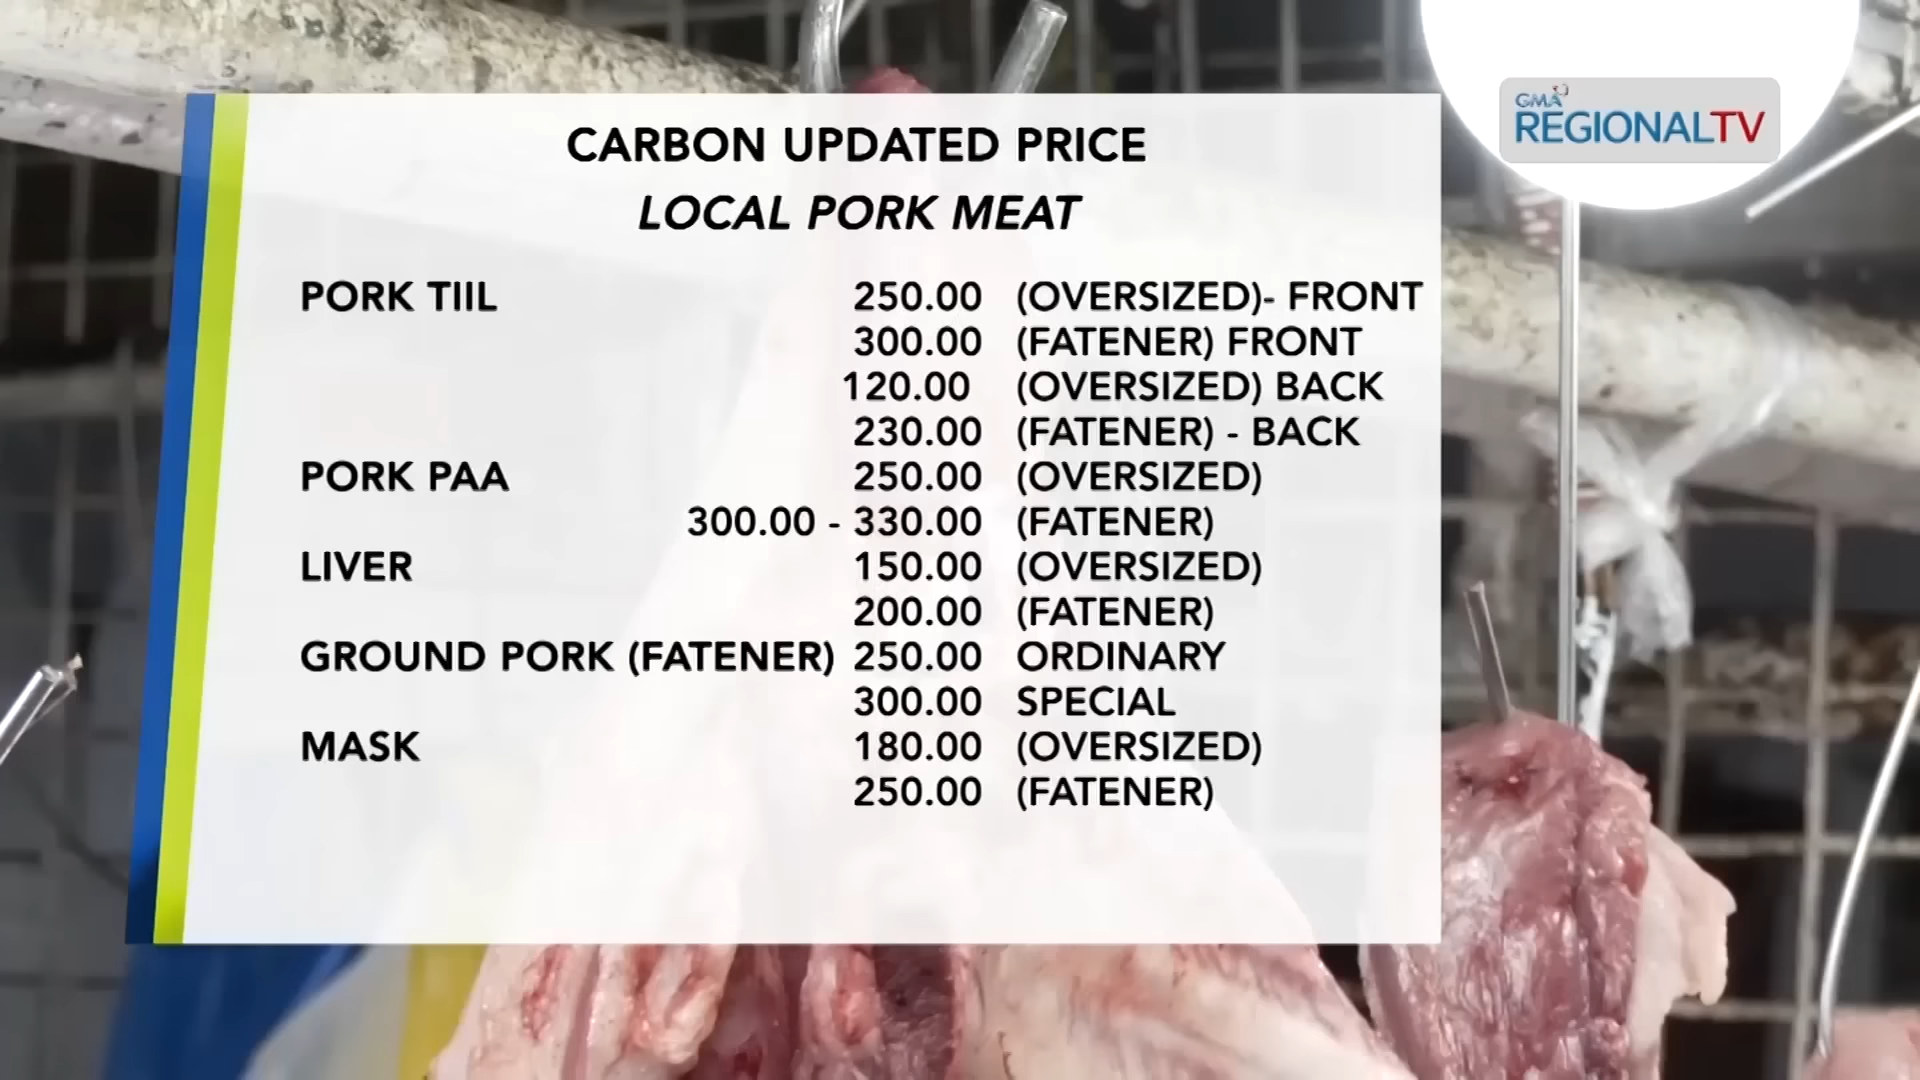 GMA
REGIONALTV
CARBON UPDATED PRICE
LOCAL PORK MEAT
PORK TIIL 250.00 (OVERSIZED)- FRONT
300.00 (FATENER) FRONT
120.00 (OVERSIZED) BACK
230.00 (FATENER) - BACK
PORK PAA 250.00 (OVERSIZED)
300.00 - 330.00 (FATENER)
LIVER 150.00 (OVERSIZED)
200.00 (FATENER)
GROUND PORK (FATENER) 250.00 ORDINARY
300.00 SPECIAL
MASK 180.00 (OVERSIZED)
250.00 (FATENER)